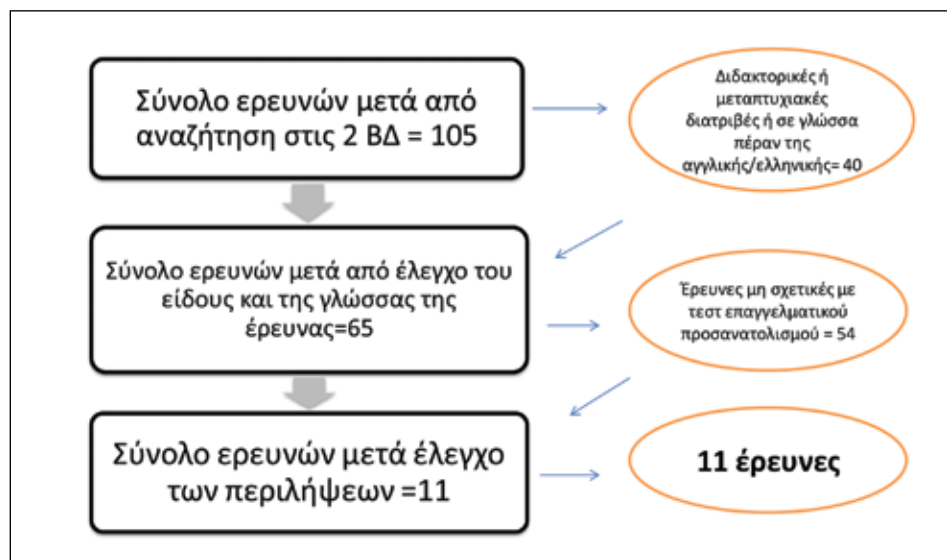 Σύνολο ερευνών μετά από
αναζήτηση στις 2 ΒΔ = 105
Διδακτορικές ή
μεταπτυχιακές
διατριβές ή σε γλώσσα
πέραν της
αγγλικής/ελληνικής= 40
Σύνολο ερευνών μετά από έλεγχο του
είδους και της γλώσσας της
έρευνας=65
Έρευνες μη σχετικές με
τεστ επαγγελματικού
προσανατολισμού = 54
Σύνολο ερευνών μετά έλεγχο
των περιλήψεων =11
11 έρευνες